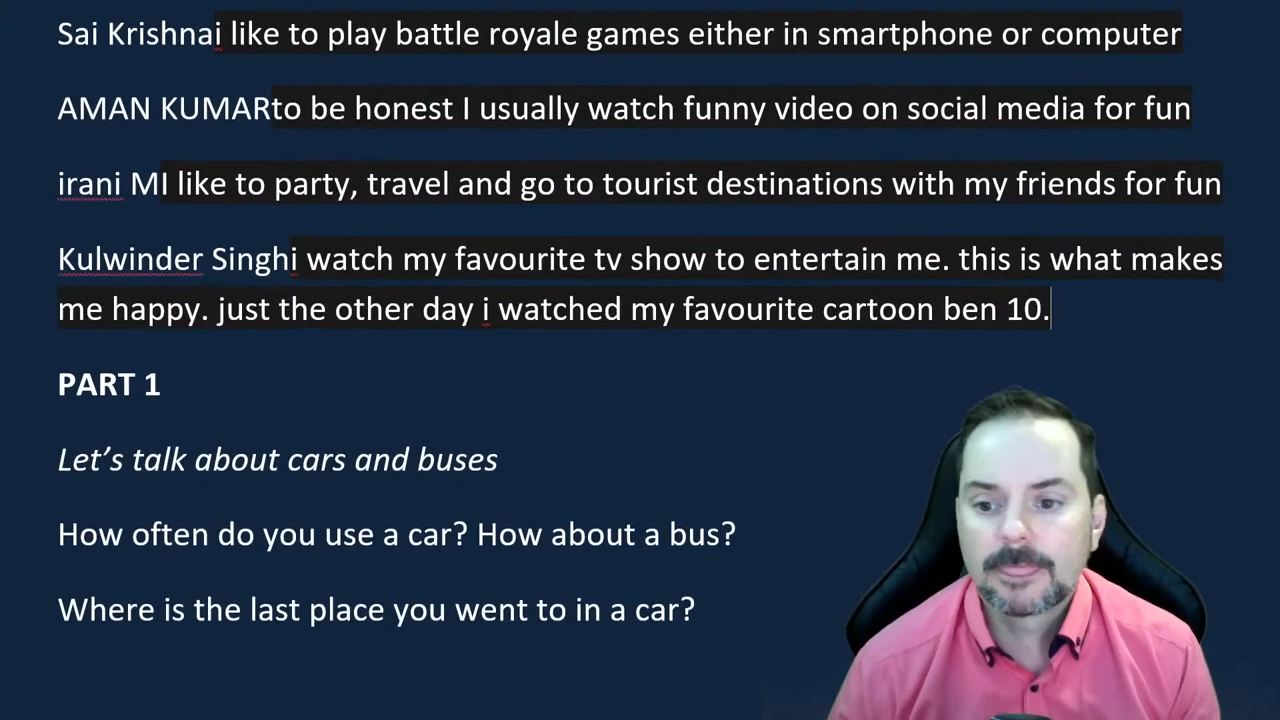 Sai Krishnai like to play battle royale games either in smartphone or computer
AMAN KUMARto be honest I usually watch funny video on social media for fun
irani MI like to party, travel and go to tourist destinations with my friends for fun
Kulwinder Singhi watch my favourite tv show to entertain me. this is what makes
me happy. just the other day i watched my favourite cartoon ben 10.
PART 1
Let’s talk about cars and buses
How often do you use a car? How about a bus?
Where is the last place you went to in a car?